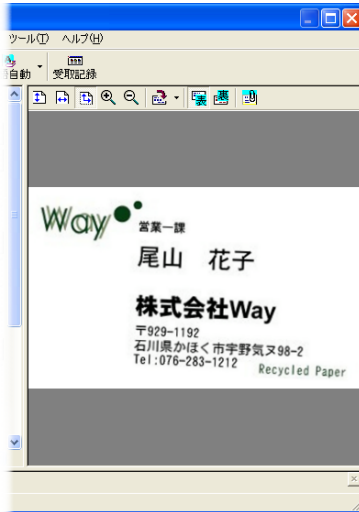 ツール(T) ヘルプ(H)
自動 受取記録
表 裏
Way
営業一課
尾山 花子
株式会社Way
〒929-1192
石川県かほく市宇野気ヌ98-2
Tel:076-283-1212
Recycled Paper